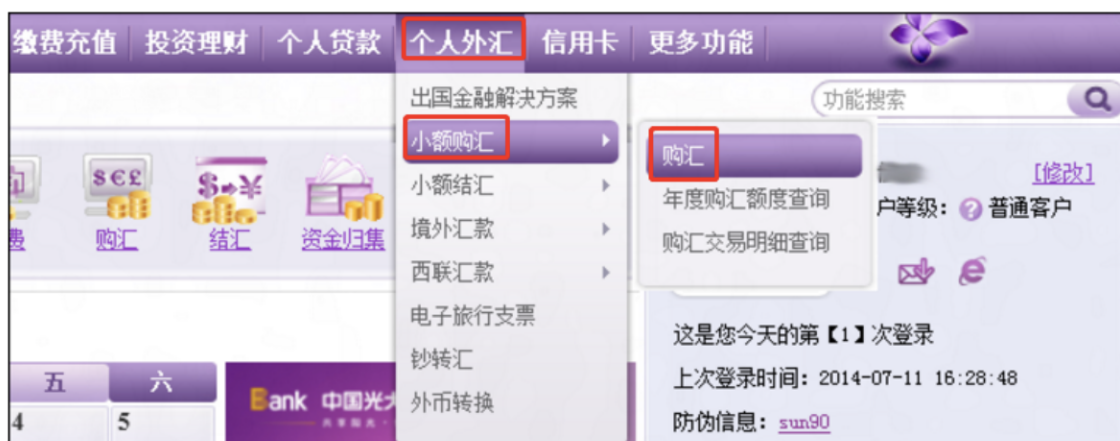 缴费充值 投资理财 个人贷款 个人外汇 信用卡 更多功能
出国金融解决方案
功能搜索
小额购汇
购汇
$€£
$ ¥
[修改]
小额结汇
年度购汇额度查询
户等级： ? 普通客户
费 购汇 结汇 资金归集
境外汇款
购汇交易明细查询
西联汇款
电子旅行支票
这是您今天的第【1】次登录
钞转汇
五 六
上次登录时间：2014-07-11 16:28:48
Bank 中国光大
外币转换
4 5
防伪信息：sun90